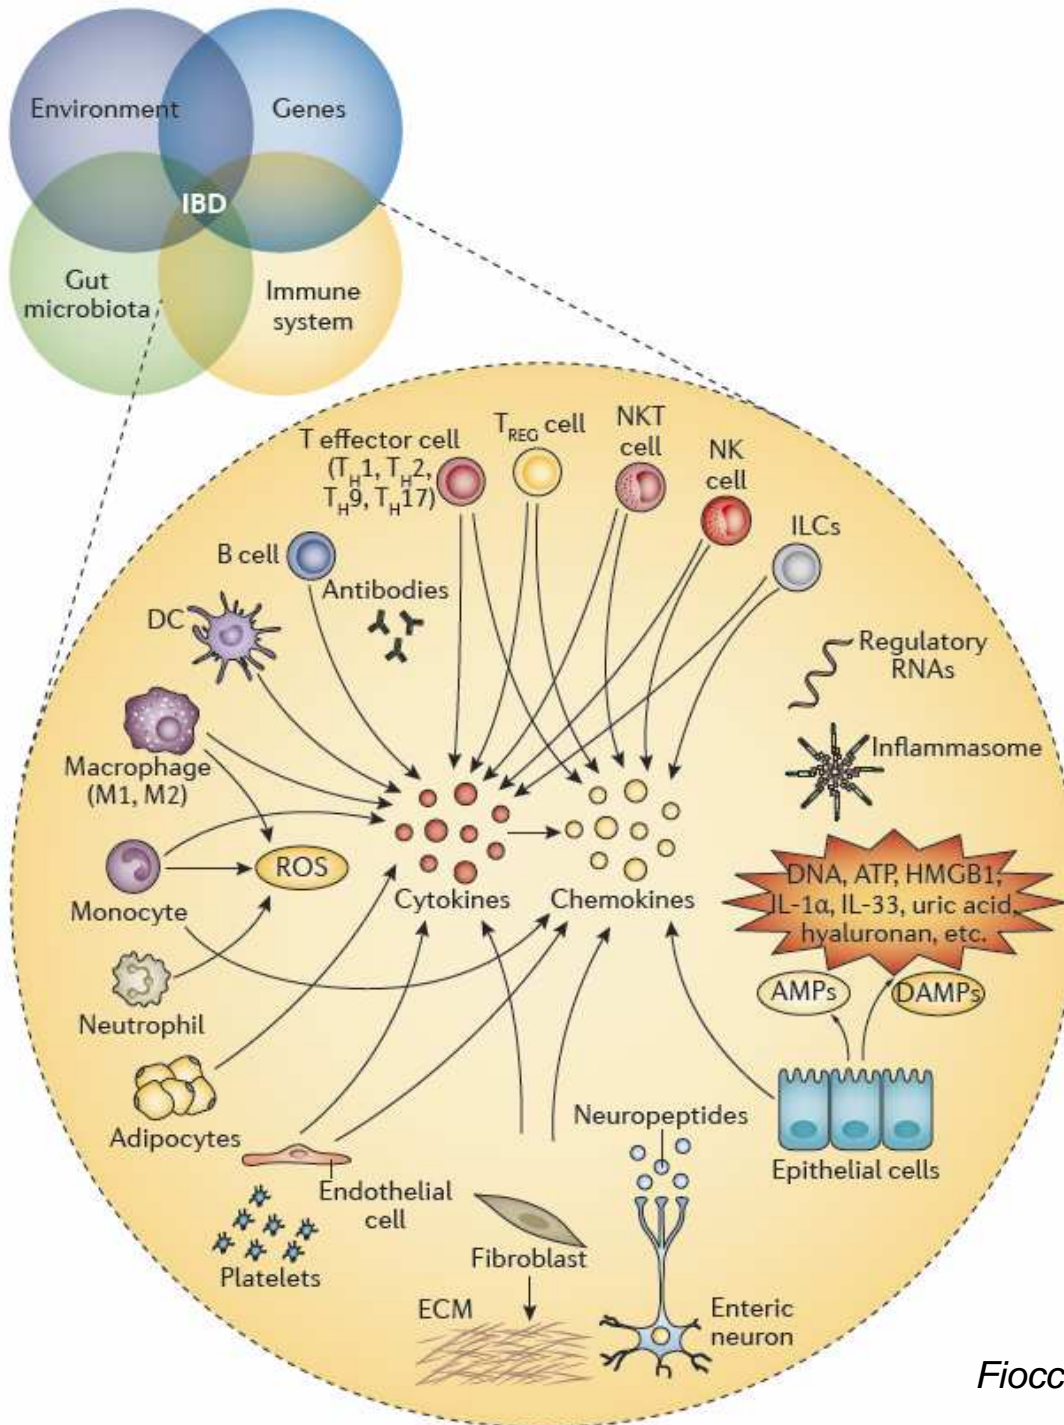 Environment
Genes
IBD
Gut
microbiota
Immune
system
T effector cell
(TH1, TH2,
TH9, TH17)
TREG cell
NKT
cell
NK
cell
ILCs
B cell
Antibodies
DC
Regulatory
RNAs
Macrophage
(M1, M2)
Inflammasome
ROS
Monocyte
Cytokines
Chemokines
DNA, ATP, HMGB1,
IL-1α, IL-33, uric acid,
hyaluronan, etc.
AMPs
DAMPs
Neutrophil
Adipocytes
Neuropeptides
Epithelial cells
Endothelial
cell
Platelets
Fibroblast
ECM
Enteric
neuron
Fiocc